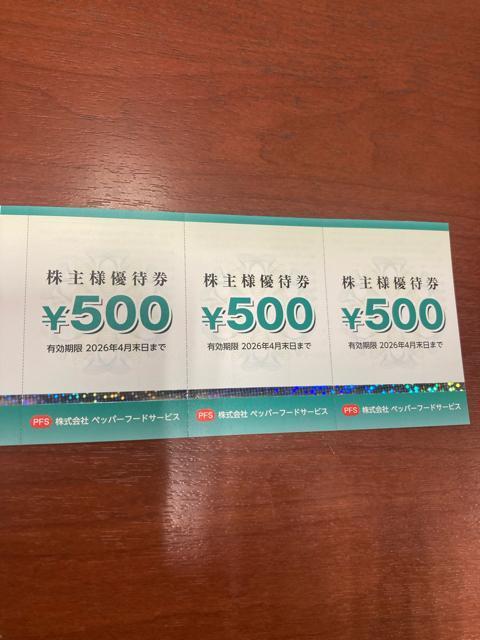 株主様優待券
¥500
有効期限 2026年4月末日まで
PFS 株式会社 ペッパーフードサービス
株主様優待券
¥500
有効期限 2026年4月末日まで
PFS 株式会社 ペッパーフードサービス
株主様優待券
¥500
有効期限 2026年4月末日まで
PFS 株式会社 ペッパーフードサービス